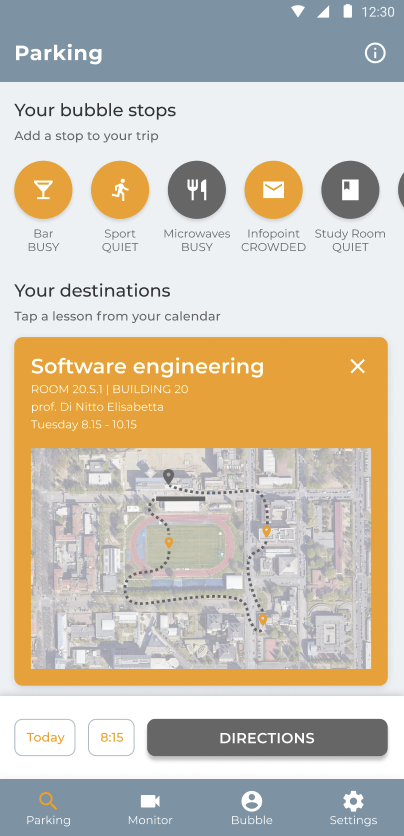 12:30
Parking
Your bubble stops
Add a stop to your trip
Bar
BUSY
Sport
QUIET
Microwaves
BUSY
Infopoint
CROWDED
Study Room
QUIET
Your destinations
Tap a lesson from your calendar
Software engineering
ROOM 20.S.1 | BUILDING 20
prof. Di Nitto Elisabetta
Tuesday 8.15 - 10.15
Today
8:15
DIRECTIONS
Parking
Monitor
Bubble
Settings